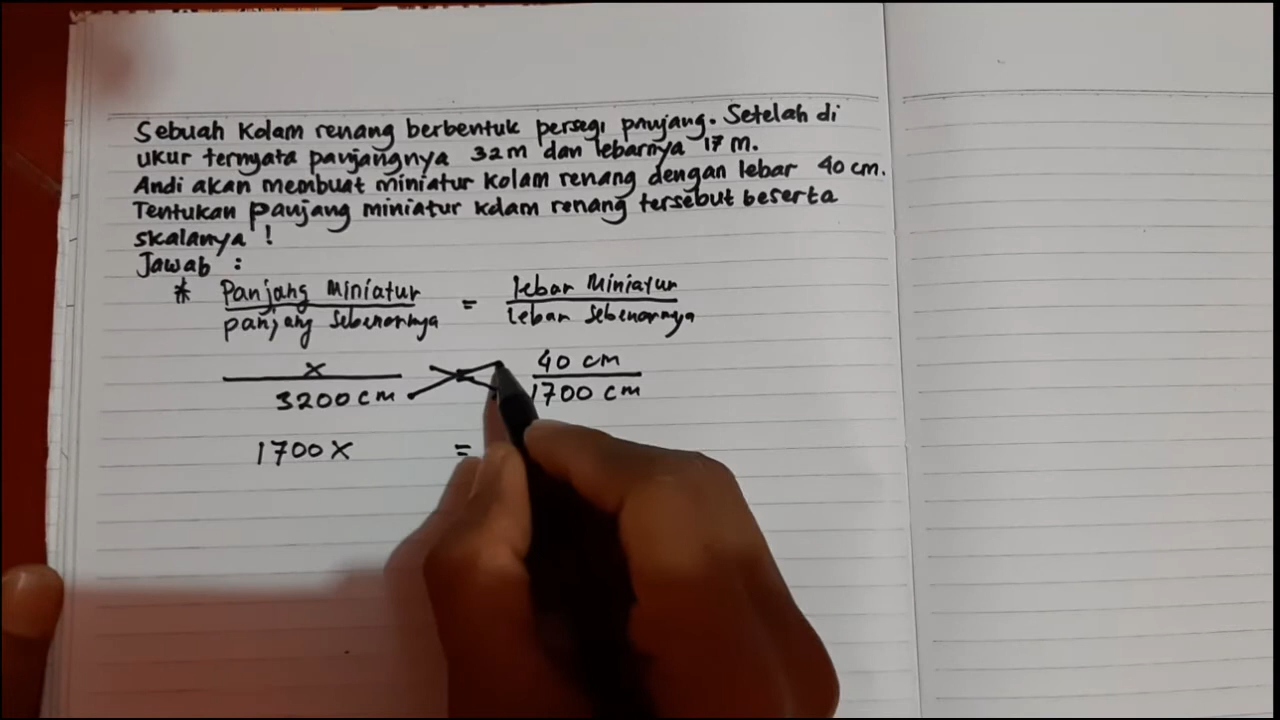 Sebuah Kolam renang berbentuk persegi panjang. Setelah di
ukur ternyata panjangnya 32 m dan lebarnya 17 m.
Andi akan membuat miniatur kolam renang dengan lebar 40 cm.
Tentukan panjang miniatur kolam renang tersebut beserta
skalanya !
Jawab :
* Panjang Miniatur = lebar Miniatur
panjang sebenarnya lebar sebenarnya
x 40 cm
3200 cm 1700 cm
1700 x =